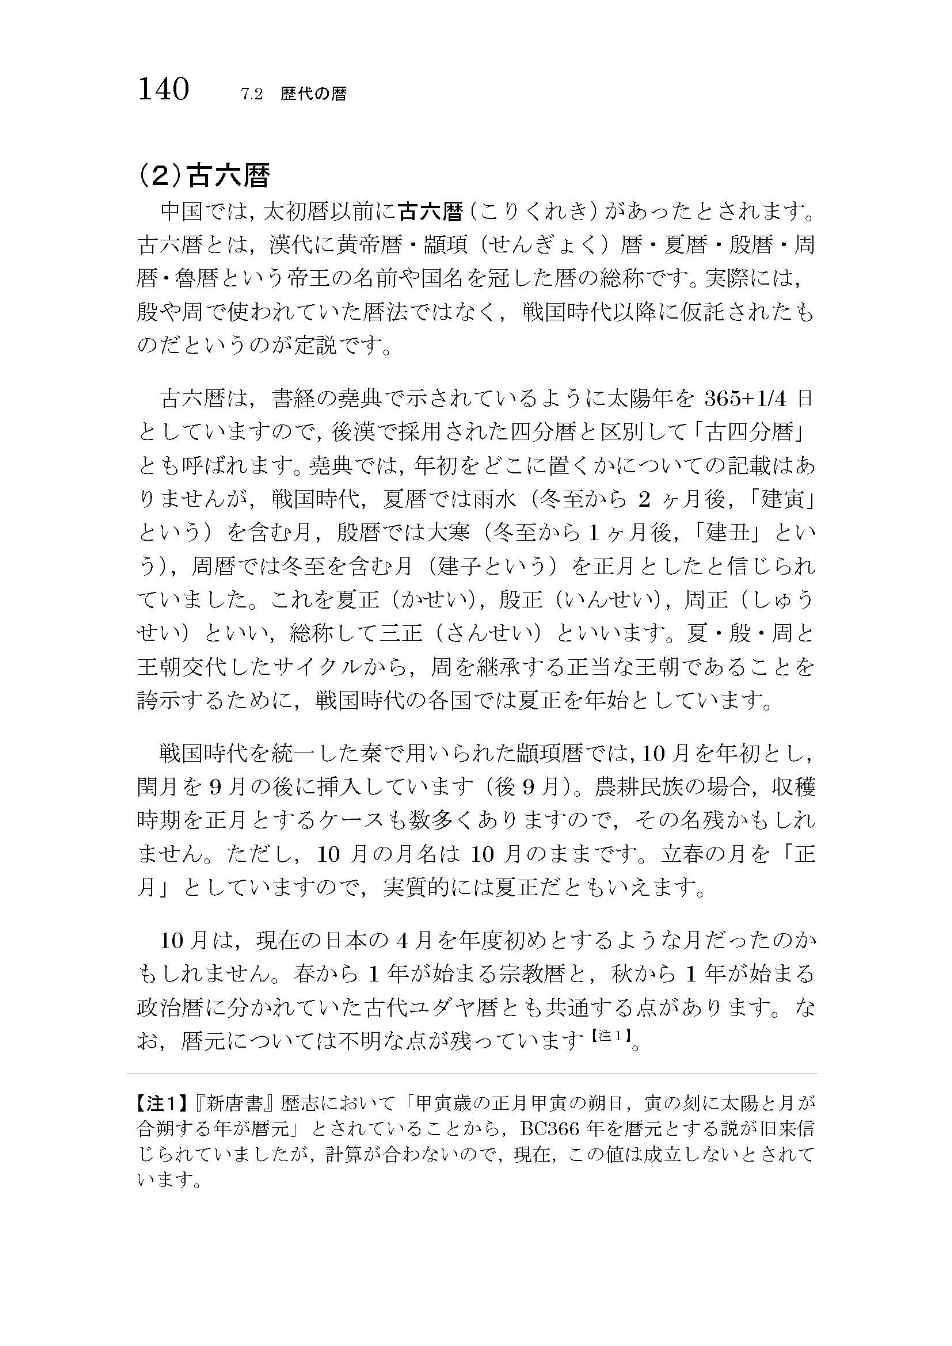 140 7.2 歴代の暦
(2)古六暦
中国では,太初暦以前に古六暦(こりくれき)があったとされます。
古六暦とは,漢代に黄帝暦・顓頊(せんぎょく)暦・夏暦・殷暦・周
暦・魯暦という帝王の名前や国名を冠した暦の総称です。実際には,
殷や周で使われていた暦法ではなく,戦国時代以降に仮託されたも
のだというのが定説です。
古六暦は,書経の堯典で示されているように太陽年を 365+1/4 日
としていますので,後漢で採用された四分暦と区別して「古四分暦」
とも呼ばれます。堯典では,年初をどこに置くかについての記載はあ
りませんが,戦国時代,夏暦では雨水(冬至から 2 ヶ月後,「建寅」
という)を含む月,殷暦では大寒(冬至から 1 ヶ月後,「建丑」とい
う),周暦では冬至を含む月(建子という)を正月としたと信じられ
ていました。これを夏正(かせい),殷正(いんせい),周正(しゅう
せい)といい,総称して三正(さんせい)といいます。夏・殷・周と
王朝交代したサイクルから,周を継承する正当な王朝であることを
誇示するために,戦国時代の各国では夏正を年始としています。
戦国時代を統一した秦で用いられた顓頊暦では,10 月を年初とし,
閏月を 9 月の後に挿入しています(後 9 月)。農耕民族の場合,収穫
時期を正月とするケースも数多くありますので,その名残かもしれ
ません。ただし,10 月の月名は 10 月のままです。立春の月を「正
月」としていますので,実質的には夏正だともいえます。
10 月は,現在の日本の 4 月を年度初めとするような月だったのか
もしれません。春から 1 年が始まる宗教暦と,秋から 1 年が始まる
政治暦に分かれていた古代ユダヤ暦とも共通する点があります。な
お,暦元については不明な点が残っています【注1】。
【注1】『新唐書』歴志において「甲寅歳の正月甲寅の朔日,寅の刻に太陽と月が
合朔する年が暦元」とされていることから,BC366 年を暦元とする説が旧来信
じられていましたが,計算が合わないので,現在,この値は成立しないとされて
います。